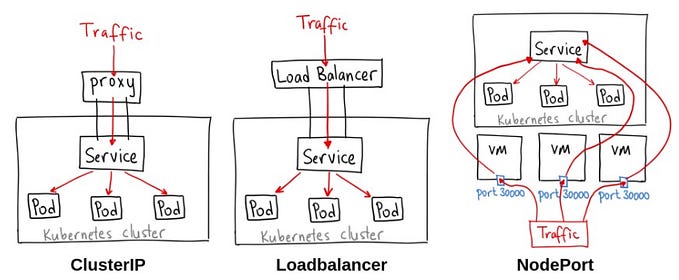 Traffic
proxy
Service
Pod Pod Pod
Kubernetes cluster
ClusterIP
Traffic
Load Balancer
Service
Pod Pod Pod
Kubernetes cluster
Loadbalancer
Service
Pod Pod Pod
Kubernetes cluster
VM VM VM
port 30000 port 30000 port 30000
Traffic
NodePort